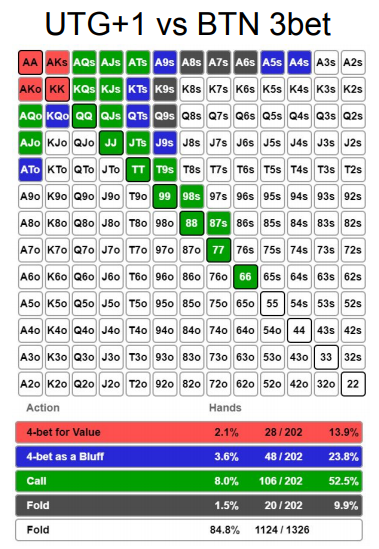 UTG+1 vs BTN 3bet
AA AKs AQs AJs ATs A9s A8s A7s A6s A5s A4s A3s A2s
AKo KK KQs KJs KTs K9s K8s K7s K6s K5s K4s K3s K2s
AQo KQo QQ QJs QTs Q9s Q8s Q7s Q6s Q5s Q4s Q3s Q2s
AJo KJo QJo JJ JTs J9s J8s J7s J6s J5s J4s J3s J2s
ATo KTo QTo JTo TT T9s T8s T7s T6s T5s T4s T3s T2s
A9o K9o Q9o J9o T9o 99 98s 97s 96s 95s 94s 93s 92s
A8o K8o Q8o J8o T8o 98o 88 87s 86s 85s 84s 83s 82s
A7o K7o Q7o J7o T7o 97o 87o 77 76s 75s 74s 73s 72s
A6o K6o Q6o J6o T6o 96o 86o 76o 66 65s 64s 63s 62s
A5o K5o Q5o J5o T5o 95o 85o 75o 65o 55 54s 53s 52s
A4o K4o Q4o J4o T4o 94o 84o 74o 64o 54o 44 43s 42s
A3o K3o Q3o J3o T3o 93o 83o 73o 63o 53o 43o 33 32s
A2o K2o Q2o J2o T2o 92o 82o 72o 62o 52o 42o 32o 22
Action Hands
4-bet for Value 2.1% 28 / 202 13.9%
4-bet as a Bluff 3.6% 48 / 202 23.8%
Call 8.0% 106 / 202 52.5%
Fold 1.5% 20 / 202 9.9%
Fold 84.8% 1124 / 1326